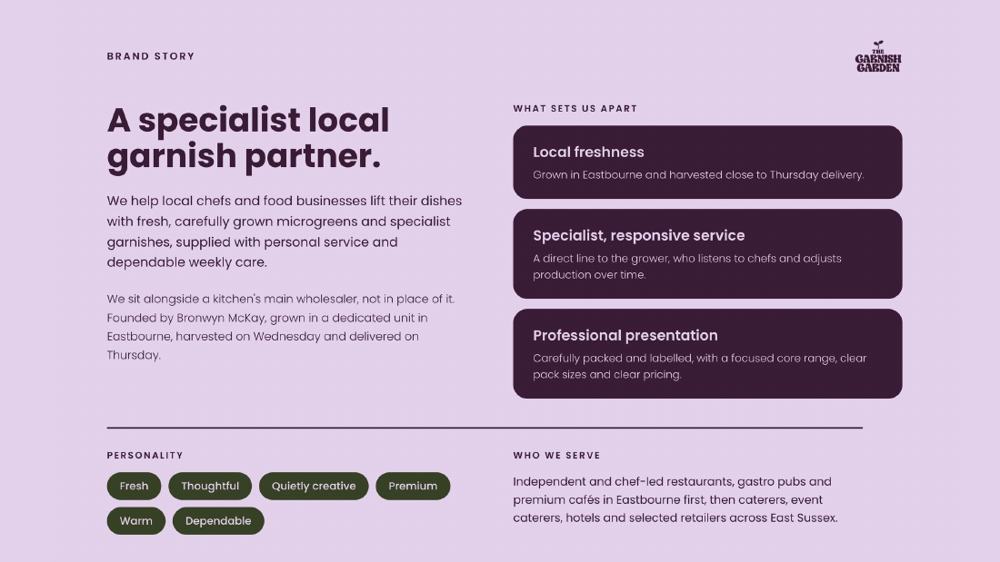 BRAND STORY
THE
GARNISH
GARDEN
A specialist local
garnish partner.
We help local chefs and food businesses lift their dishes
with fresh, carefully grown microgreens and specialist
garnishes, supplied with personal service and
dependable weekly care.
We sit alongside a kitchen's main wholesaler, not in place of it.
Founded by Bronwyn McKay, grown in a dedicated unit in
Eastbourne, harvested on Wednesday and delivered on
Thursday.
WHAT SETS US APART
Local freshness
Grown in Eastbourne and harvested close to Thursday delivery.
Specialist, responsive service
A direct line to the grower, who listens to chefs and adjusts
production over time.
Professional presentation
Carefully packed and labelled, with a focused core range, clear
pack sizes and clear pricing.
PERSONALITY
Fresh
Thoughtful
Quietly creative
Premium
Warm
Dependable
WHO WE SERVE
Independent and chef-led restaurants, gastro pubs and
premium cafés in Eastbourne first, then caterers, event
caterers, hotels and selected retailers across East Sussex.